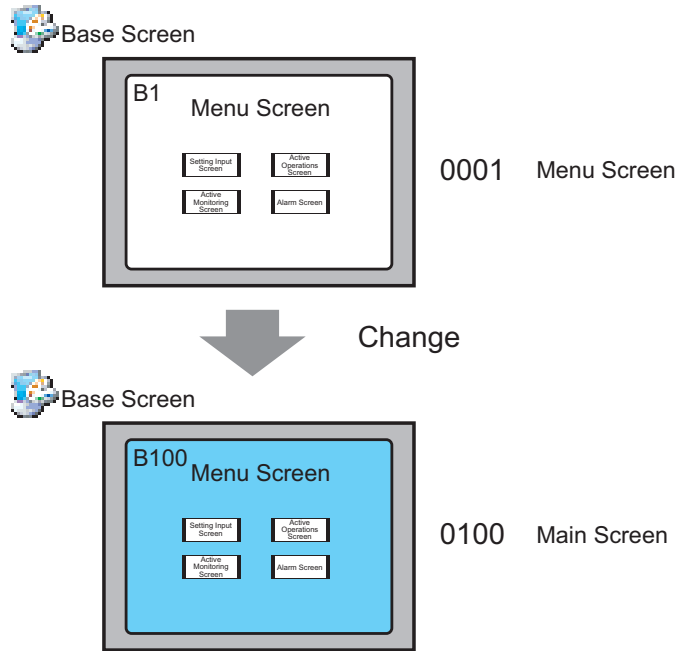 Base Screen
B1
Menu Screen
Setting Input
Screen
Active
Operations
Screen
Active
Monitoring
Screen
Alarm Screen
0001 Menu Screen
Change
Base Screen
B100
Menu Screen
Setting Input
Screen
Active
Operations
Screen
Active
Monitoring
Screen
Alarm Screen
0100 Main Screen